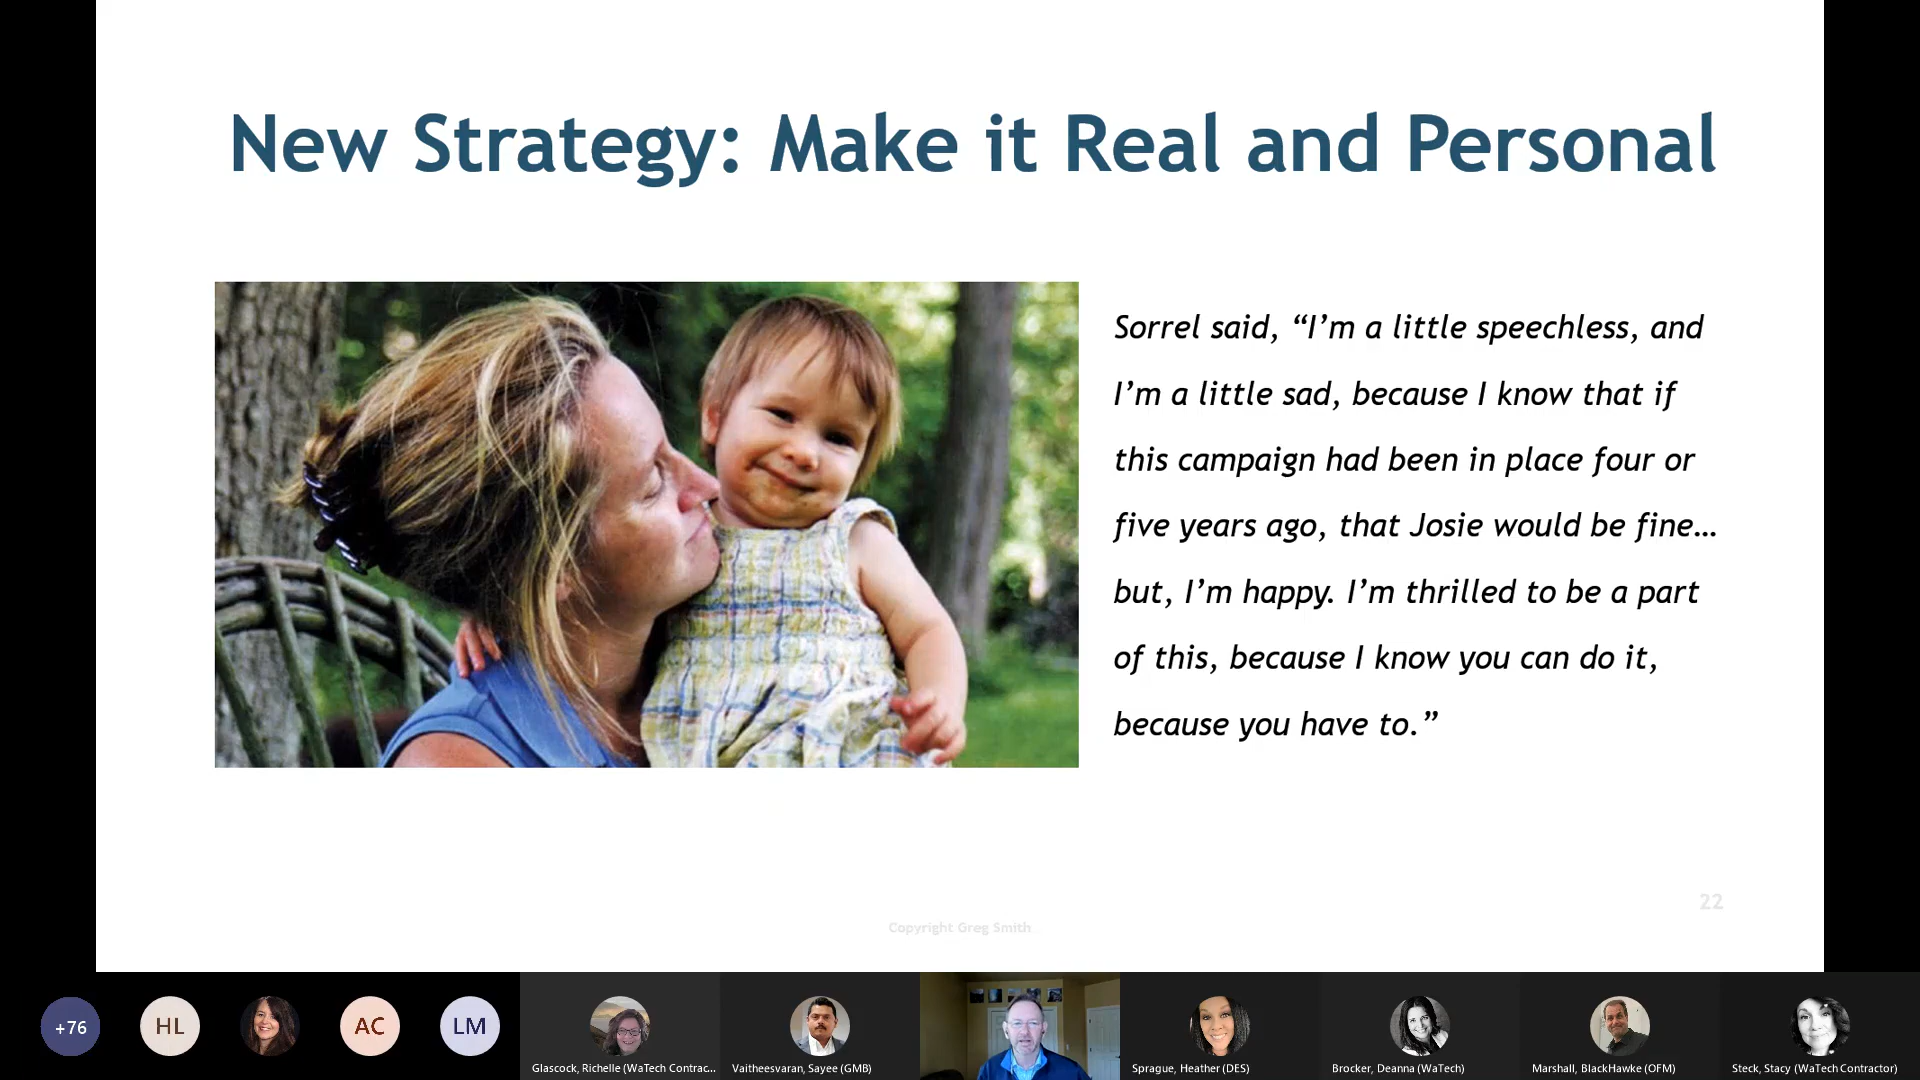 New Strategy: Make it Real and Personal
Sorrel said, “I’m a little speechless, and
I’m a little sad, because I know that if
this campaign had been in place four or
five years ago, that Josie would be fine…
but, I’m happy. I’m thrilled to be a part
of this, because I know you can do it,
because you have to.”
22
Copyright Greg Smith
+76
HL
AC
LM
Glascock, Richelle (WaTech Contrac...
Vaitheesvaran, Sayee (GMB)
Sprague, Heather (DES)
Brocker, Deanna (WaTech)
Marshall, BlackHawke (OFM)
Steck, Stacy (WaTech Contractor)